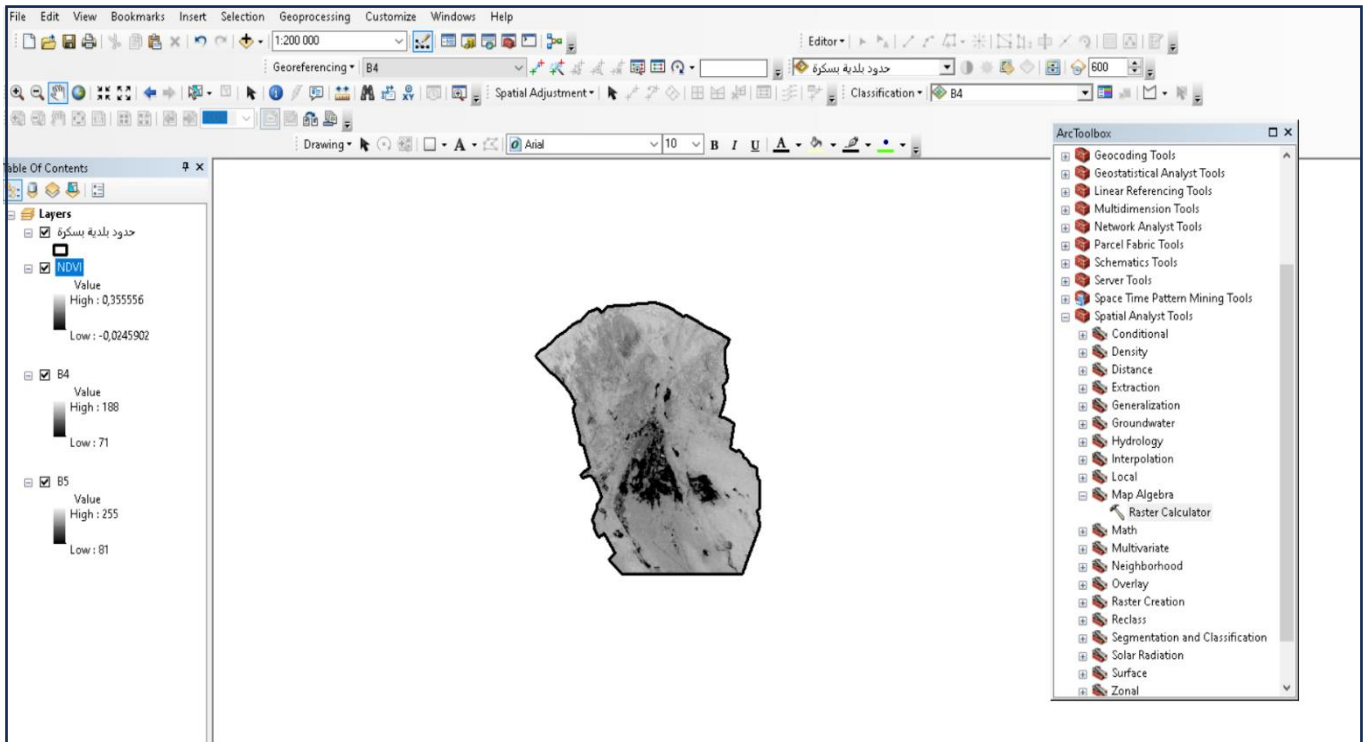 File Edit View Bookmarks Insert Selection Geoprocessing Customize Windows Help
1:200 000
Editor
Georeferencing B4
حدود بلدية بسكرة
600
Spatial Adjustment
Classification B4
Drawing
Arial
10
B I U A
Table Of Contents
Layers
حدود بلدية بسكرة
NDVI
Value
High : 0,355556
Low : -0,0245902
B4
Value
High : 188
Low : 71
B5
Value
High : 255
Low : 81
ArcToolbox
Geocoding Tools
Geostatistical Analyst Tools
Linear Referencing Tools
Multidimension Tools
Network Analyst Tools
Parcel Fabric Tools
Schematics Tools
Server Tools
Space Time Pattern Mining Tools
Spatial Analyst Tools
Conditional
Density
Distance
Extraction
Generalization
Groundwater
Hydrology
Interpolation
Local
Map Algebra
Raster Calculator
Math
Multivariate
Neighborhood
Overlay
Raster Creation
Reclass
Segmentation and Classification
Solar Radiation
Surface
Zonal